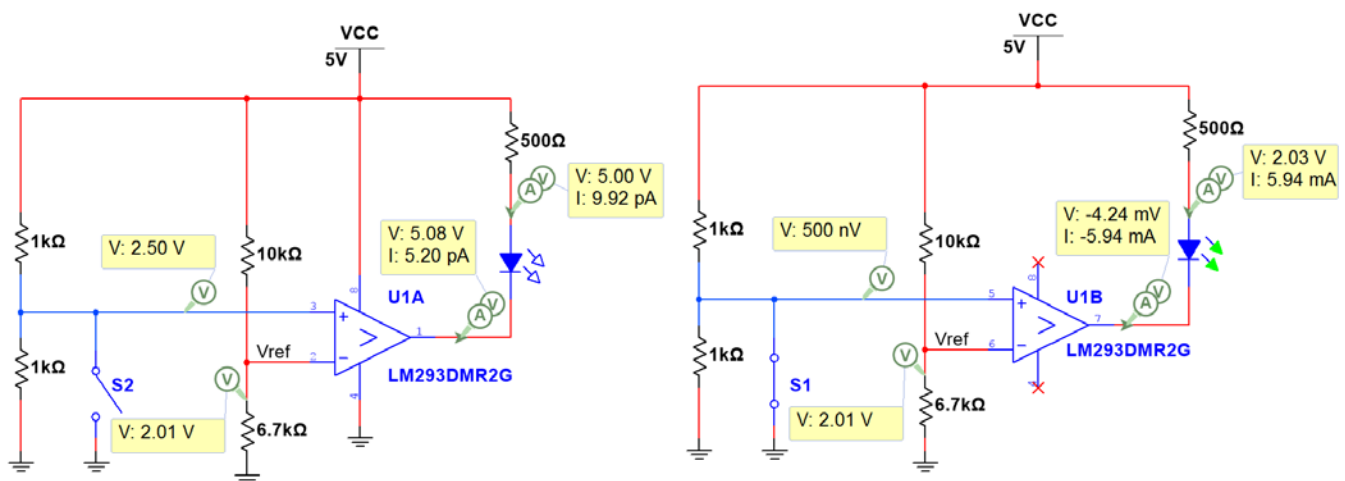 VCC
5V
500Ω
V: 5.00 V
I: 9.92 pA
1kΩ
V: 2.50 V
10kΩ
V: 5.08 V
I: 5.20 pA
8
U1A
3
+
1
Vref
2
−
LM293DMR2G
1kΩ
S2
4
V
V: 2.01 V
6.7kΩ
A
V
V
A
V
VCC
5V
500Ω
V: 2.03 V
I: 5.94 mA
1kΩ
V: 500 nV
10kΩ
V: -4.24 mV
I: -5.94 mA
8
U1B
5
+
7
Vref
6
−
LM293DMR2G
1kΩ
S1
4
V
V: 2.01 V
6.7kΩ
A
V
V
A
V